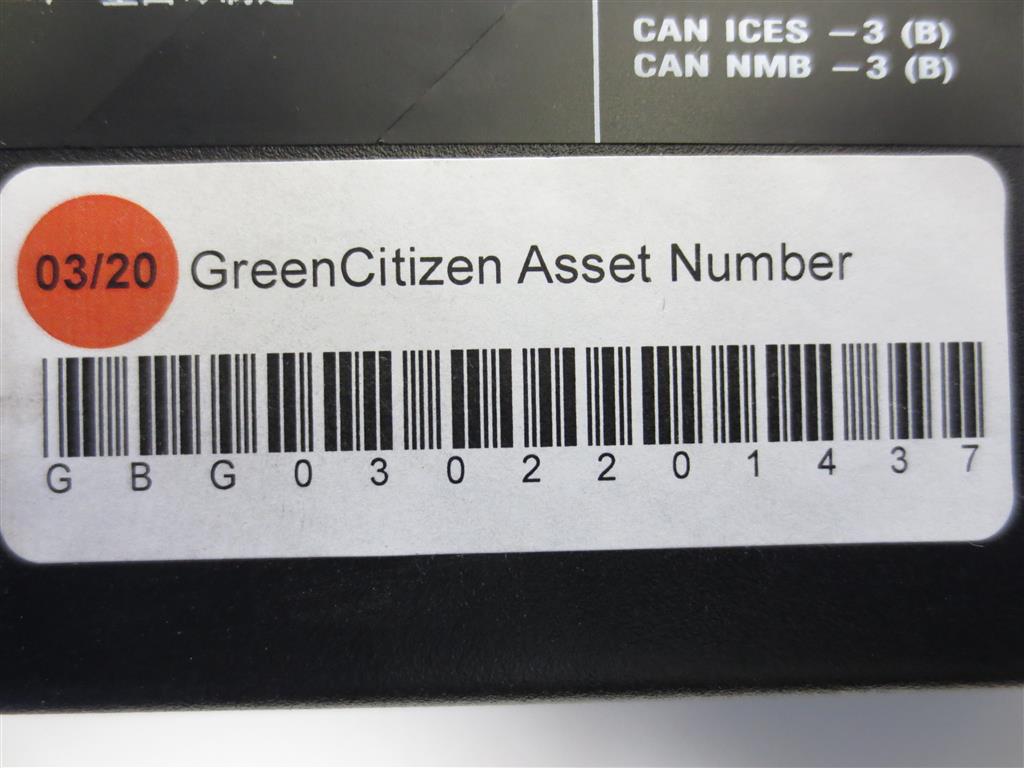 CAN ICES -3 (B)
CAN NMB -3 (B)
03/20 GreenCitizen Asset Number
GBG0302201437